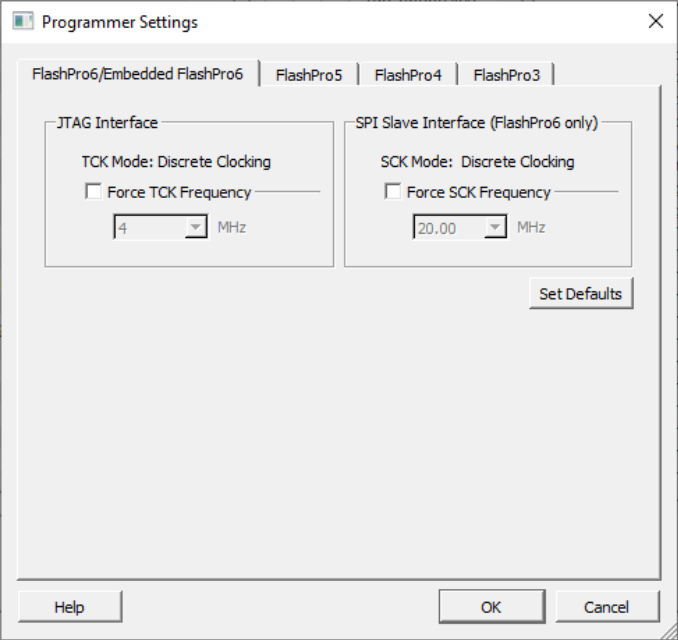 Programmer Settings
FlashPro6/Embedded FlashPro6
FlashPro5
FlashPro4
FlashPro3
JTAG Interface
TCK Mode: Discrete Clocking
Force TCK Frequency
4
MHz
SPI Slave Interface (FlashPro6 only)
SCK Mode: Discrete Clocking
Force SCK Frequency
20.00
MHz
Set Defaults
Help
OK
Cancel